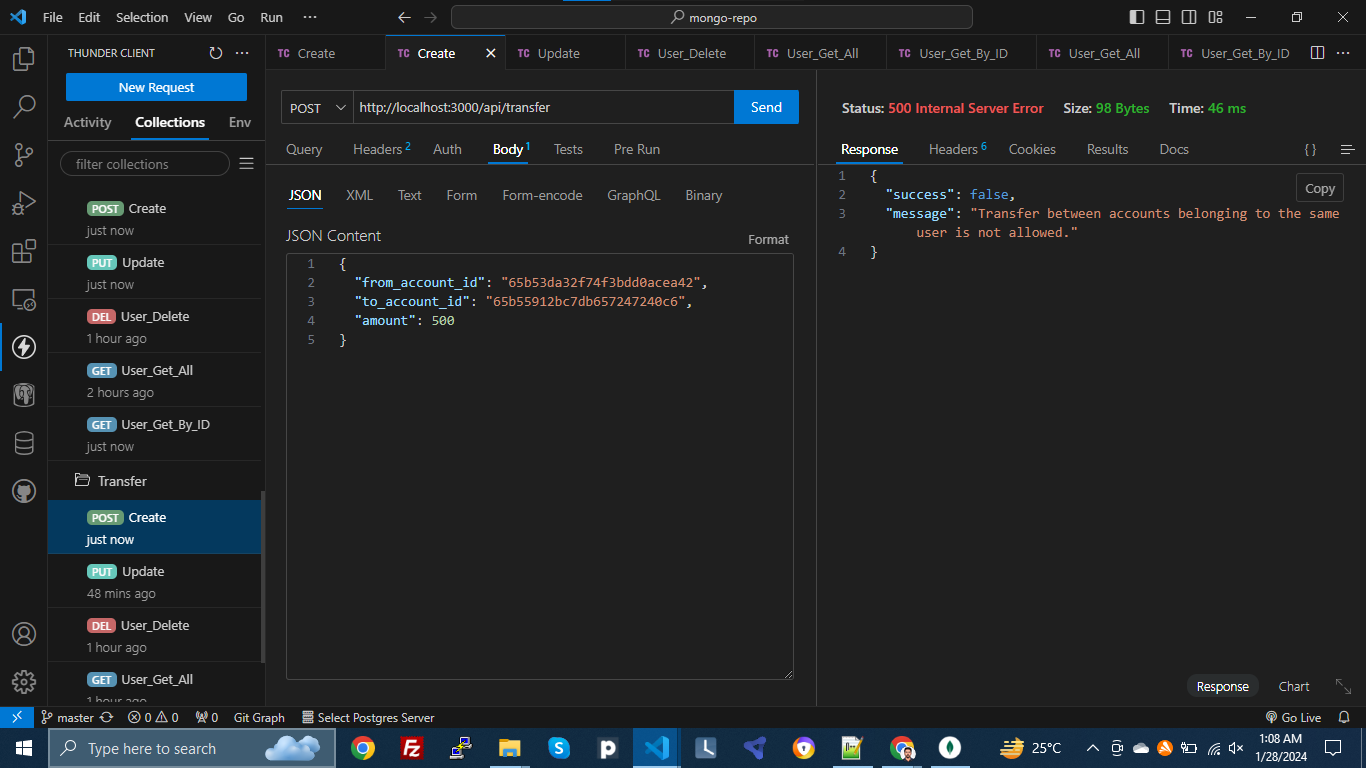 File Edit Selection View Go Run ··· mongo-repo
THUNDER CLIENT ···
New Request
Activity Collections Env
filter collections
POST Create
just now
PUT Update
just now
DEL User_Delete
1 hour ago
GET User_Get_All
2 hours ago
GET User_Get_By_ID
just now
Transfer
POST Create
just now
PUT Update
48 mins ago
DEL User_Delete
1 hour ago
GET User_Get_All
1 hour ago
TC Create TC Create TC Update TC User_Delete TC User_Get_All TC User_Get_By_ID TC User_Get_All TC User_Get_By_ID ···
POST http://localhost:3000/api/transfer Send
Query Headers 2 Auth Body 1 Tests Pre Run
JSON XML Text Form Form-encode GraphQL Binary
JSON Content Format
1 {
2 "from_account_id": "65b53da32f74f3bdd0acea42",
3 "to_account_id": "65b55912bc7db657247240c6",
4 "amount": 500
5 }
Status: 500 Internal Server Error Size: 98 Bytes Time: 46 ms
Response Headers 6 Cookies Results Docs { }
Copy
1 {
2 "success": false,
3 "message": "Transfer between accounts belonging to the same
user is not allowed."
4 }
Response Chart
master 0 0 0 Git Graph Select Postgres Server Go Live
Type here to search 25°C 1:08 AM
1/28/2024